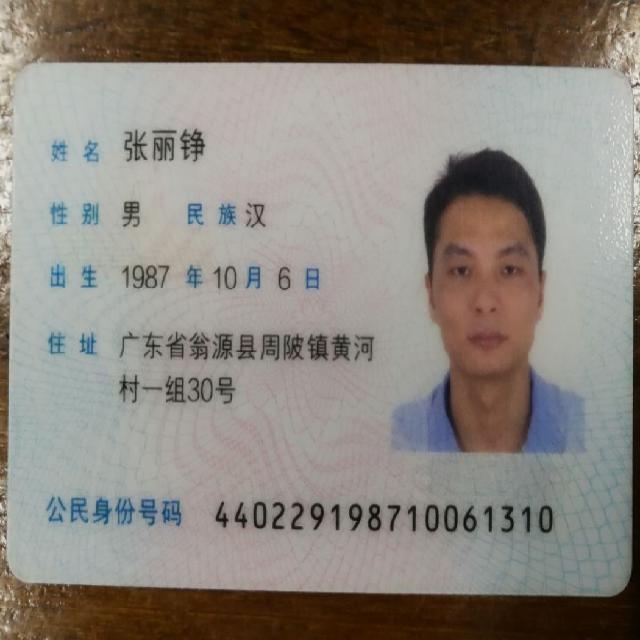 姓名 张丽铮
性别 男 民族 汉
出生 1987 年 10 月 6 日
住址 广东省翁源县周陂镇黄河
村一组30号
公民身份号码 440229198710061310